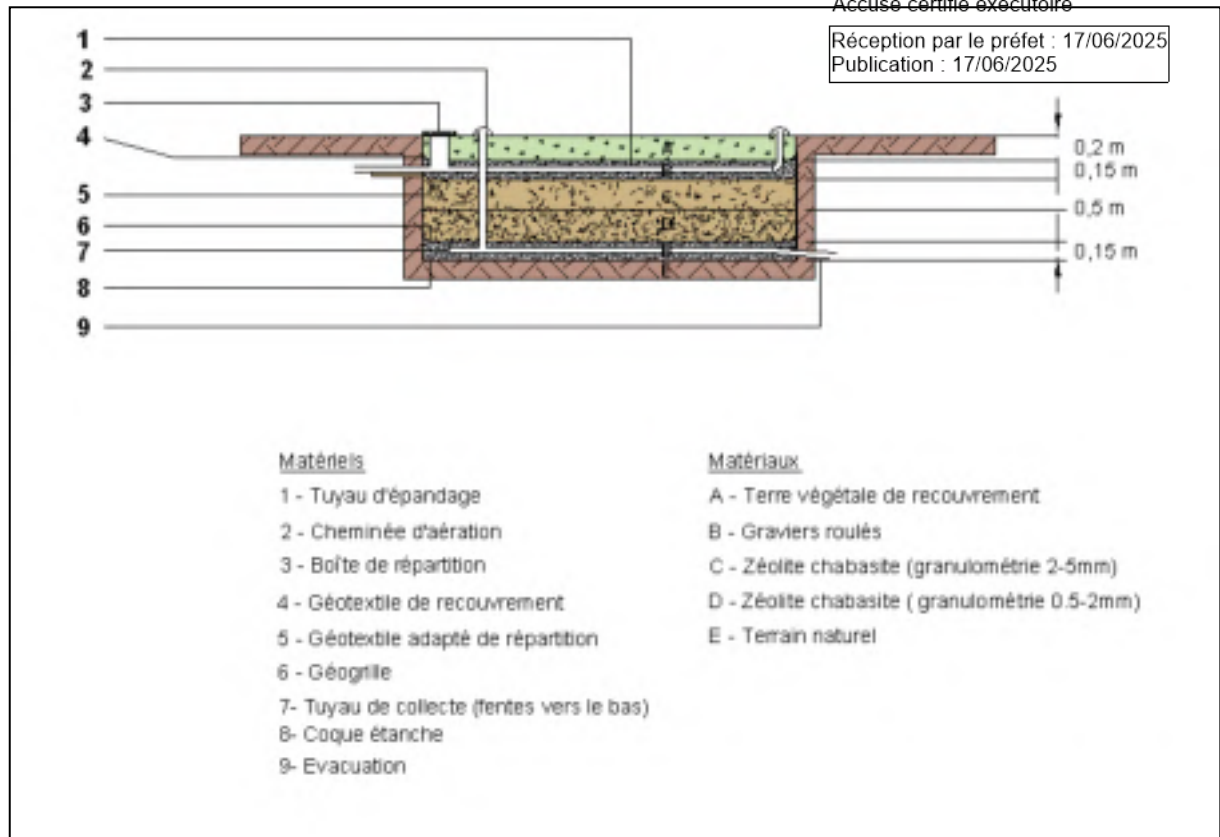 Accusé certifié exécutoire
Réception par le préfet : 17/06/2025
Publication : 17/06/2025
1
2
3
4
5
6
7
8
9
0,2 m
0,15 m
0,5 m
0,15 m
Matériels
1 - Tuyau d'épandage
2 - Cheminée d'aération
3 - Boîte de répartition
4 - Géotextile de recouvrement
5 - Géotextile adapté de répartition
6 - Géogrille
7- Tuyau de collecte (fentes vers le bas)
8- Coque étanche
9- Evacuation
Matériaux
A - Terre végétale de recouvrement
B - Graviers roulés
C - Zéolite chabasite (granulométrie 2-5mm)
D - Zéolite chabasite ( granulométrie 0.5-2mm)
E - Terrain naturel